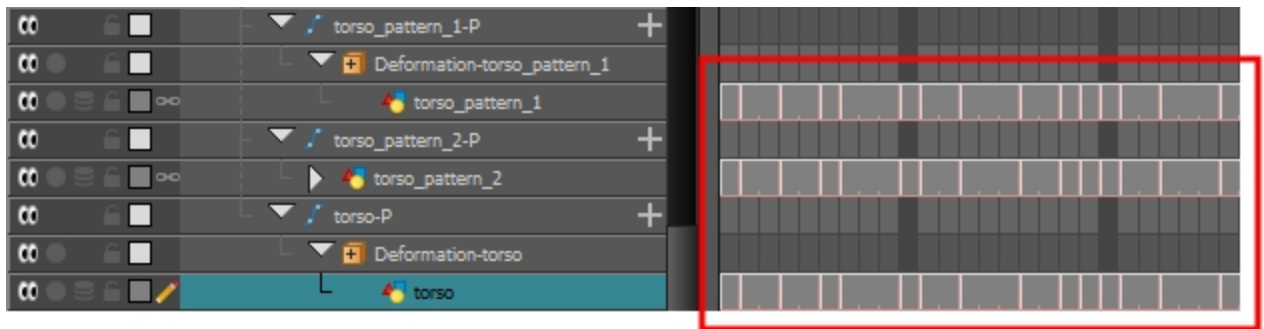 torso_pattern_1-P
Deformation-torso_pattern_1
torso_pattern_1
torso_pattern_2-P
torso_pattern_2
torso-P
Deformation-torso
torso